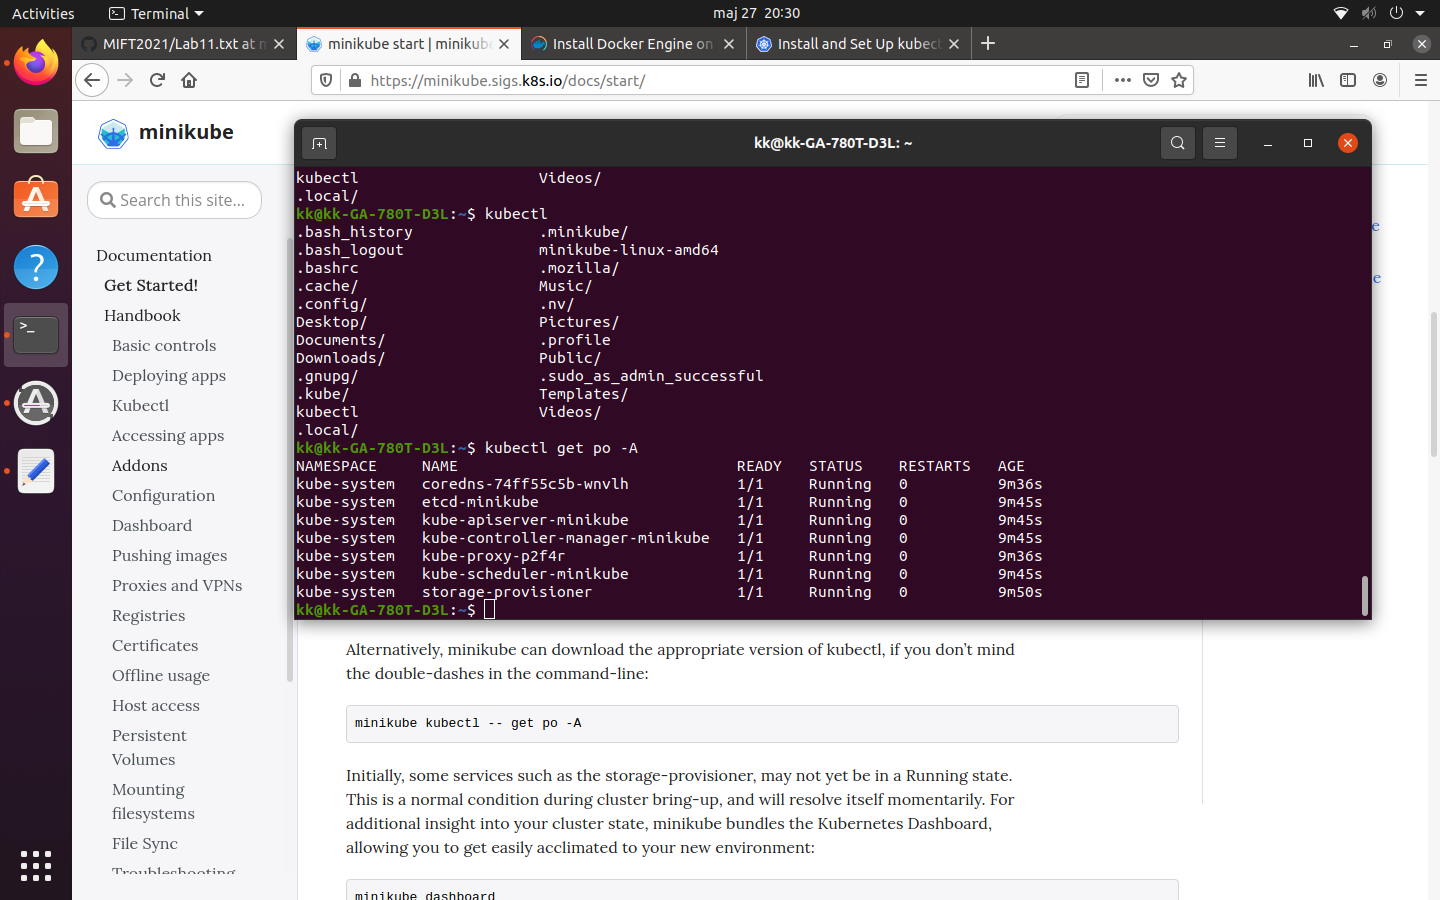 Activities
Terminal
maj 27 20:30
MIFT2021/Lab11.txt at m
minikube start | minikube
Install Docker Engine on
Install and Set Up kubect
https://minikube.sigs.k8s.io/docs/start/
minikube
Search this site...
Documentation
Get Started!
Handbook
Basic controls
Deploying apps
Kubectl
Accessing apps
Addons
Configuration
Dashboard
Pushing images
Proxies and VPNs
Registries
Certificates
Offline usage
Host access
Persistent
Volumes
Mounting
filesystems
File Sync
Troubleshooting
kk@kk-GA-780T-D3L: ~
kubectl Videos/
.local/
kk@kk-GA-780T-D3L:~$ kubectl
.bash_history .minikube/
.bash_logout minikube-linux-amd64
.bashrc .mozilla/
.cache/ Music/
.config/ .nv/
Desktop/ Pictures/
Documents/ .profile
Downloads/ Public/
.gnupg/ .sudo_as_admin_successful
.kube/ Templates/
kubectl Videos/
.local/
kk@kk-GA-780T-D3L:~$ kubectl get po -A
NAMESPACE NAME READY STATUS RESTARTS AGE
kube-system coredns-74ff55c5b-wnvlh 1/1 Running 0 9m36s
kube-system etcd-minikube 1/1 Running 0 9m45s
kube-system kube-apiserver-minikube 1/1 Running 0 9m45s
kube-system kube-controller-manager-minikube 1/1 Running 0 9m45s
kube-system kube-proxy-p2f4r 1/1 Running 0 9m36s
kube-system kube-scheduler-minikube 1/1 Running 0 9m45s
kube-system storage-provisioner 1/1 Running 0 9m50s
kk@kk-GA-780T-D3L:~$
e
e
Alternatively, minikube can download the appropriate version of kubectl, if you don’t mind
the double-dashes in the command-line:
minikube kubectl -- get po -A
Initially, some services such as the storage-provisioner, may not yet be in a Running state.
This is a normal condition during cluster bring-up, and will resolve itself momentarily. For
additional insight into your cluster state, minikube bundles the Kubernetes Dashboard,
allowing you to get easily acclimated to your new environment:
minikube dashboard